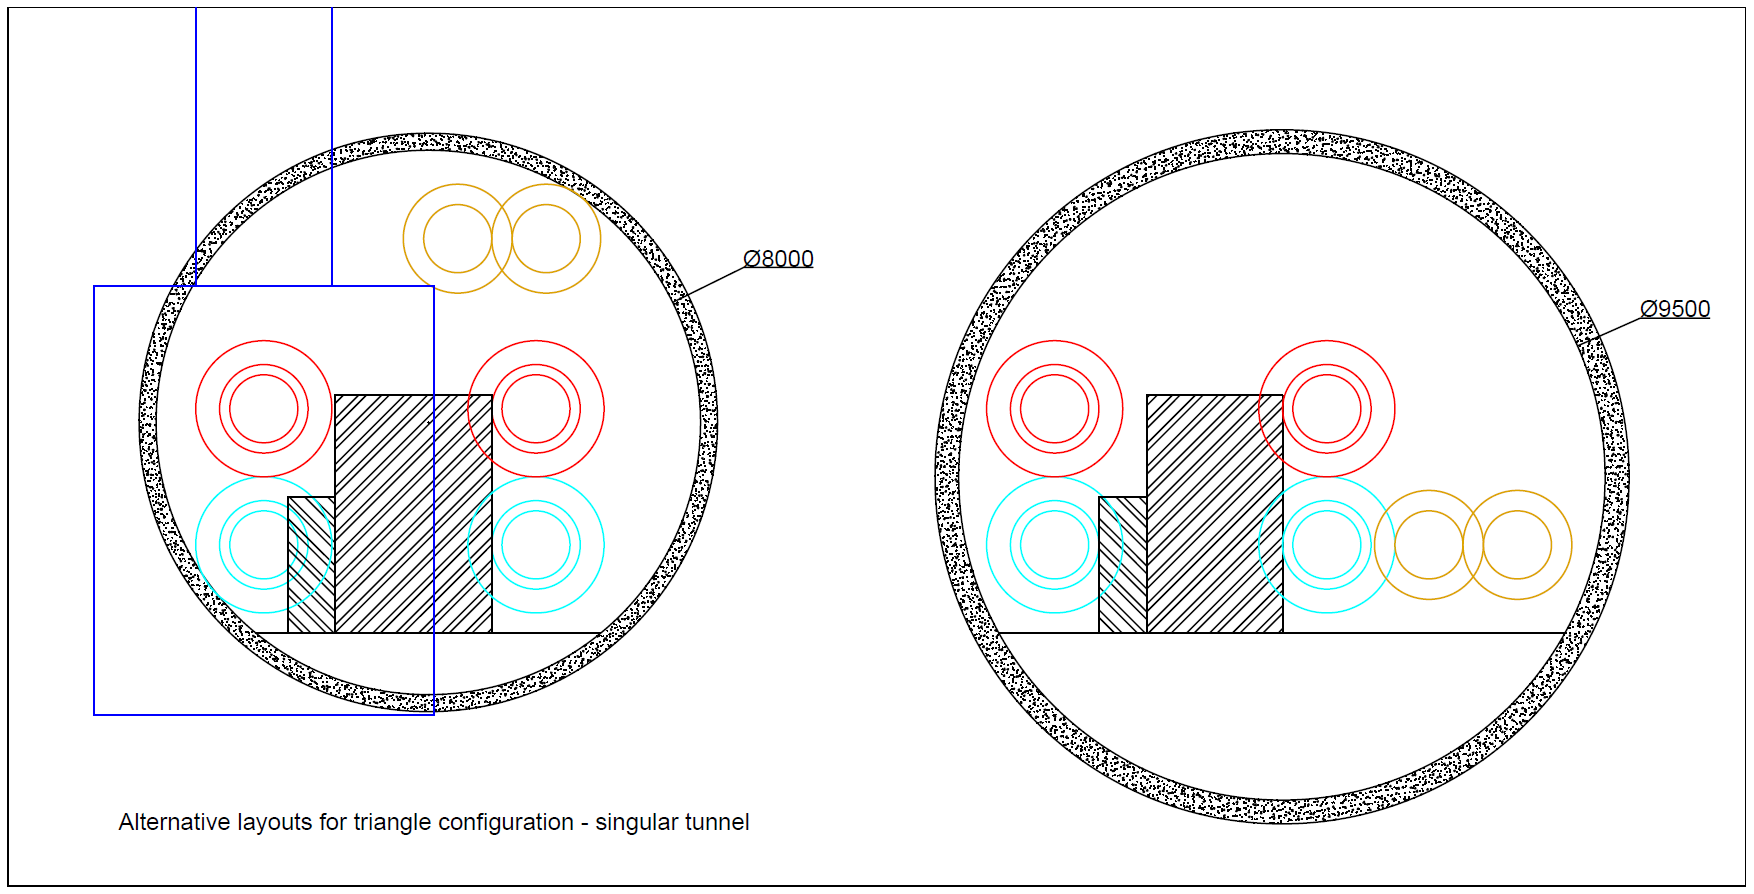 Ø8000
Ø9500
Alternative layouts for triangle configuration - singular tunnel